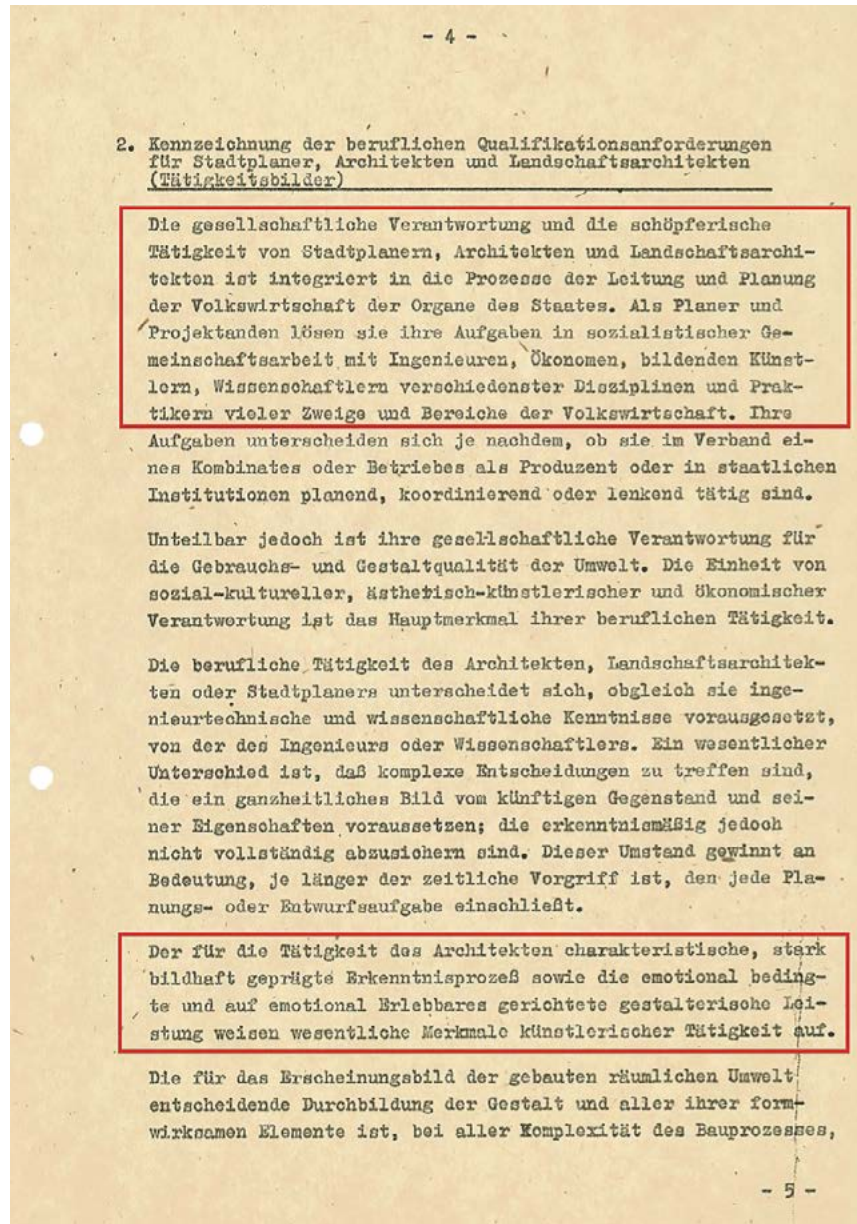 - 4 -
2. Kennzeichnung der beruflichen Qualifikationsanforderungen
für Stadtplaner, Architekten und Landschaftsarchitekten
(Tätigkeitsbilder)
Die gesellschaftliche Verantwortung und die schöpferische
Tätigkeit von Stadtplanern, Architekten und Landschaftsarchi-
tekten ist integriert in die Prozesse der Leitung und Planung
der Volkswirtschaft der Organe des Staates. Als Planer und
Projektanden lösen sie ihre Aufgaben in sozialistischer Ge-
meinschaftsarbeit mit Ingenieuren, Ökonomen, bildenden Künst-
lern, Wissenschaftlern verschiedenster Disziplinen und Prak-
tikern vieler Zweige und Bereiche der Volkswirtschaft. Ihre
Aufgaben unterscheiden sich je nachdem, ob sie im Verband ei-
nes Kombinates oder Betriebes als Produzent oder in staatlichen
Institutionen planend, koordinierend oder lenkend tätig sind.
Unteilbar jedoch ist ihre gesellschaftliche Verantwortung für
die Gebrauchs- und Gestaltqualität der Umwelt. Die Einheit von
sozial-kultureller, ästhetisch-künstlerischer und ökonomischer
Verantwortung ist das Hauptmerkmal ihrer beruflichen Tätigkeit.
Die berufliche Tätigkeit des Architekten, Landschaftsarchitek-
ten oder Stadtplaners unterscheidet sich, obgleich sie inge-
nieurtechnische und wissenschaftliche Kenntnisse vorausgesetzt,
von der des Ingenieurs oder Wissenschaftlers. Ein wesentlicher
Unterschied ist, daß komplexe Entscheidungen zu treffen sind,
die ein ganzheitliches Bild vom künftigen Gegenstand und sei-
ner Eigenschaften voraussetzen; die erkenntnismäßig jedoch
nicht vollständig abzusichern sind. Dieser Umstand gewinnt an
Bedeutung, je länger der zeitliche Vorgriff ist, den jede Pla-
nungs- oder Entwurfsaufgabe einschließt.
Der für die Tätigkeit des Architekten charakteristische, stark
bildhaft geprägte Erkenntnisprozeß sowie die emotional beding-
te und auf emotional Erlebbares gerichtete gestalterische Lei-
stung weisen wesentliche Merkmale künstlerischer Tätigkeit auf.
Die für das Erscheinungsbild der gebauten räumlichen Umwelt
entscheidende Durchbildung der Gestalt und aller ihrer form-
wirksamen Elemente ist, bei aller Komplexität des Bauprozesses,
- 5 -